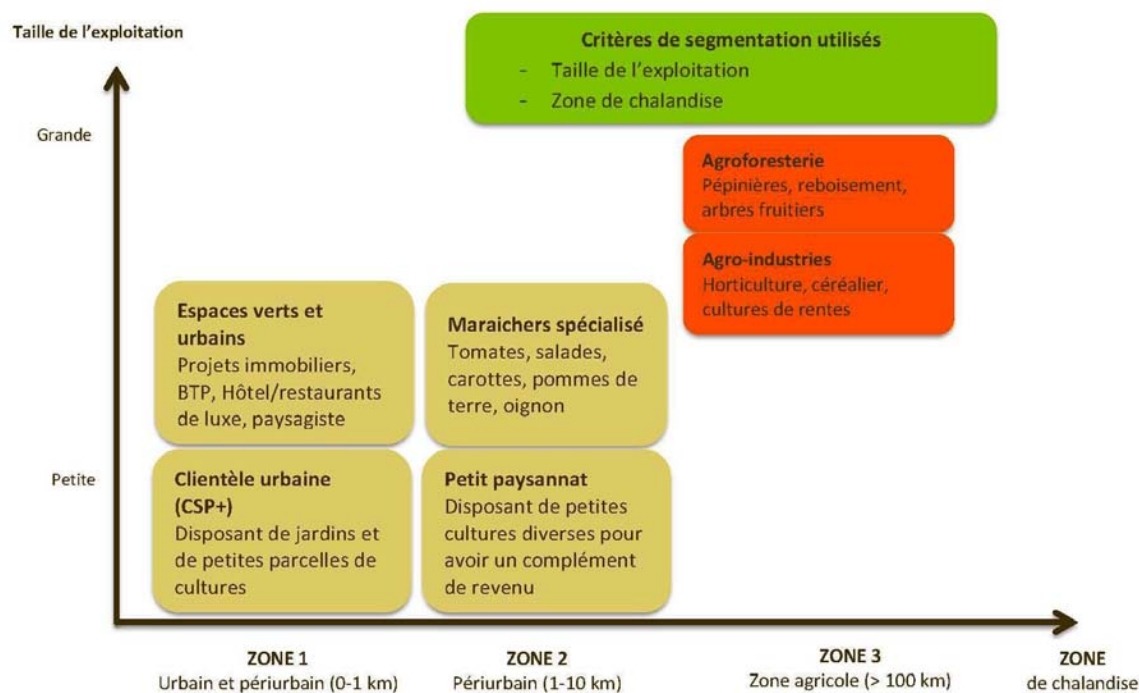 Taille de l'exploitation
Critères de segmentation utilisés
- Taille de l'exploitation
- Zone de chalandise
Grande
Agroforesterie
Pépinières, reboisement,
arbres fruitiers
Agro-industries
Horticulture, céréalier,
cultures de rentes
Espaces verts et
urbains
Projets immobiliers,
BTP, Hôtel/restaurants
de luxe, paysagiste
Maraichers spécialisé
Tomates, salades,
carottes, pommes de
terre, oignon
Petite
Clientèle urbaine
(CSP+)
Disposant de jardins et
de petites parcelles de
cultures
Petit paysannat
Disposant de petites
cultures diverses pour
avoir un complément
de revenu
ZONE 1
Urbain et périurbain (0-1 km)
ZONE 2
Périurbain (1-10 km)
ZONE 3
Zone agricole (> 100 km)
ZONE
de chalandise